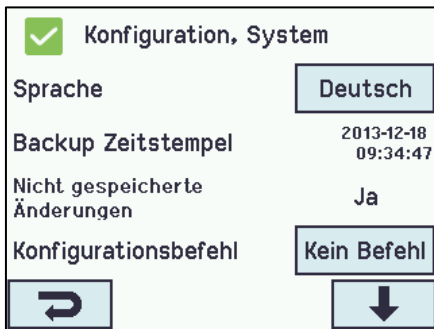 Konfiguration, System
Sprache
Deutsch
Backup Zeitstempel
2013-12-18
09:34:47
Nicht gespeicherte
Änderungen
Ja
Konfigurationsbefehl
Kein Befehl